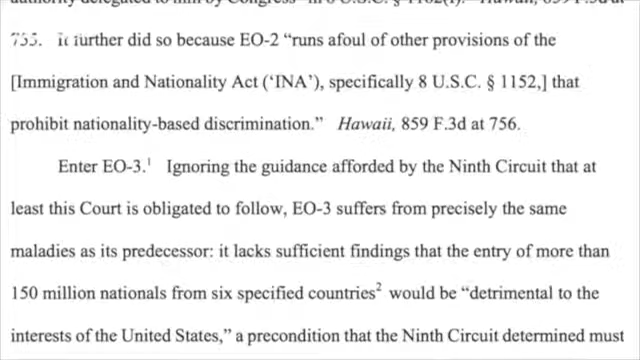 authority delegated to him by Congress" in 8 U.S.C. § 1182(f). Hawaii, 859 F.3d at
755. It further did so because EO-2 “runs afoul of other provisions of the
[Immigration and Nationality Act (‘INA’), specifically 8 U.S.C. § 1152,] that
prohibit nationality-based discrimination.” Hawaii, 859 F.3d at 756.
Enter EO-3.¹ Ignoring the guidance afforded by the Ninth Circuit that at
least this Court is obligated to follow, EO-3 suffers from precisely the same
maladies as its predecessor: it lacks sufficient findings that the entry of more than
150 million nationals from six specified countries² would be “detrimental to the
interests of the United States,” a precondition that the Ninth Circuit determined must